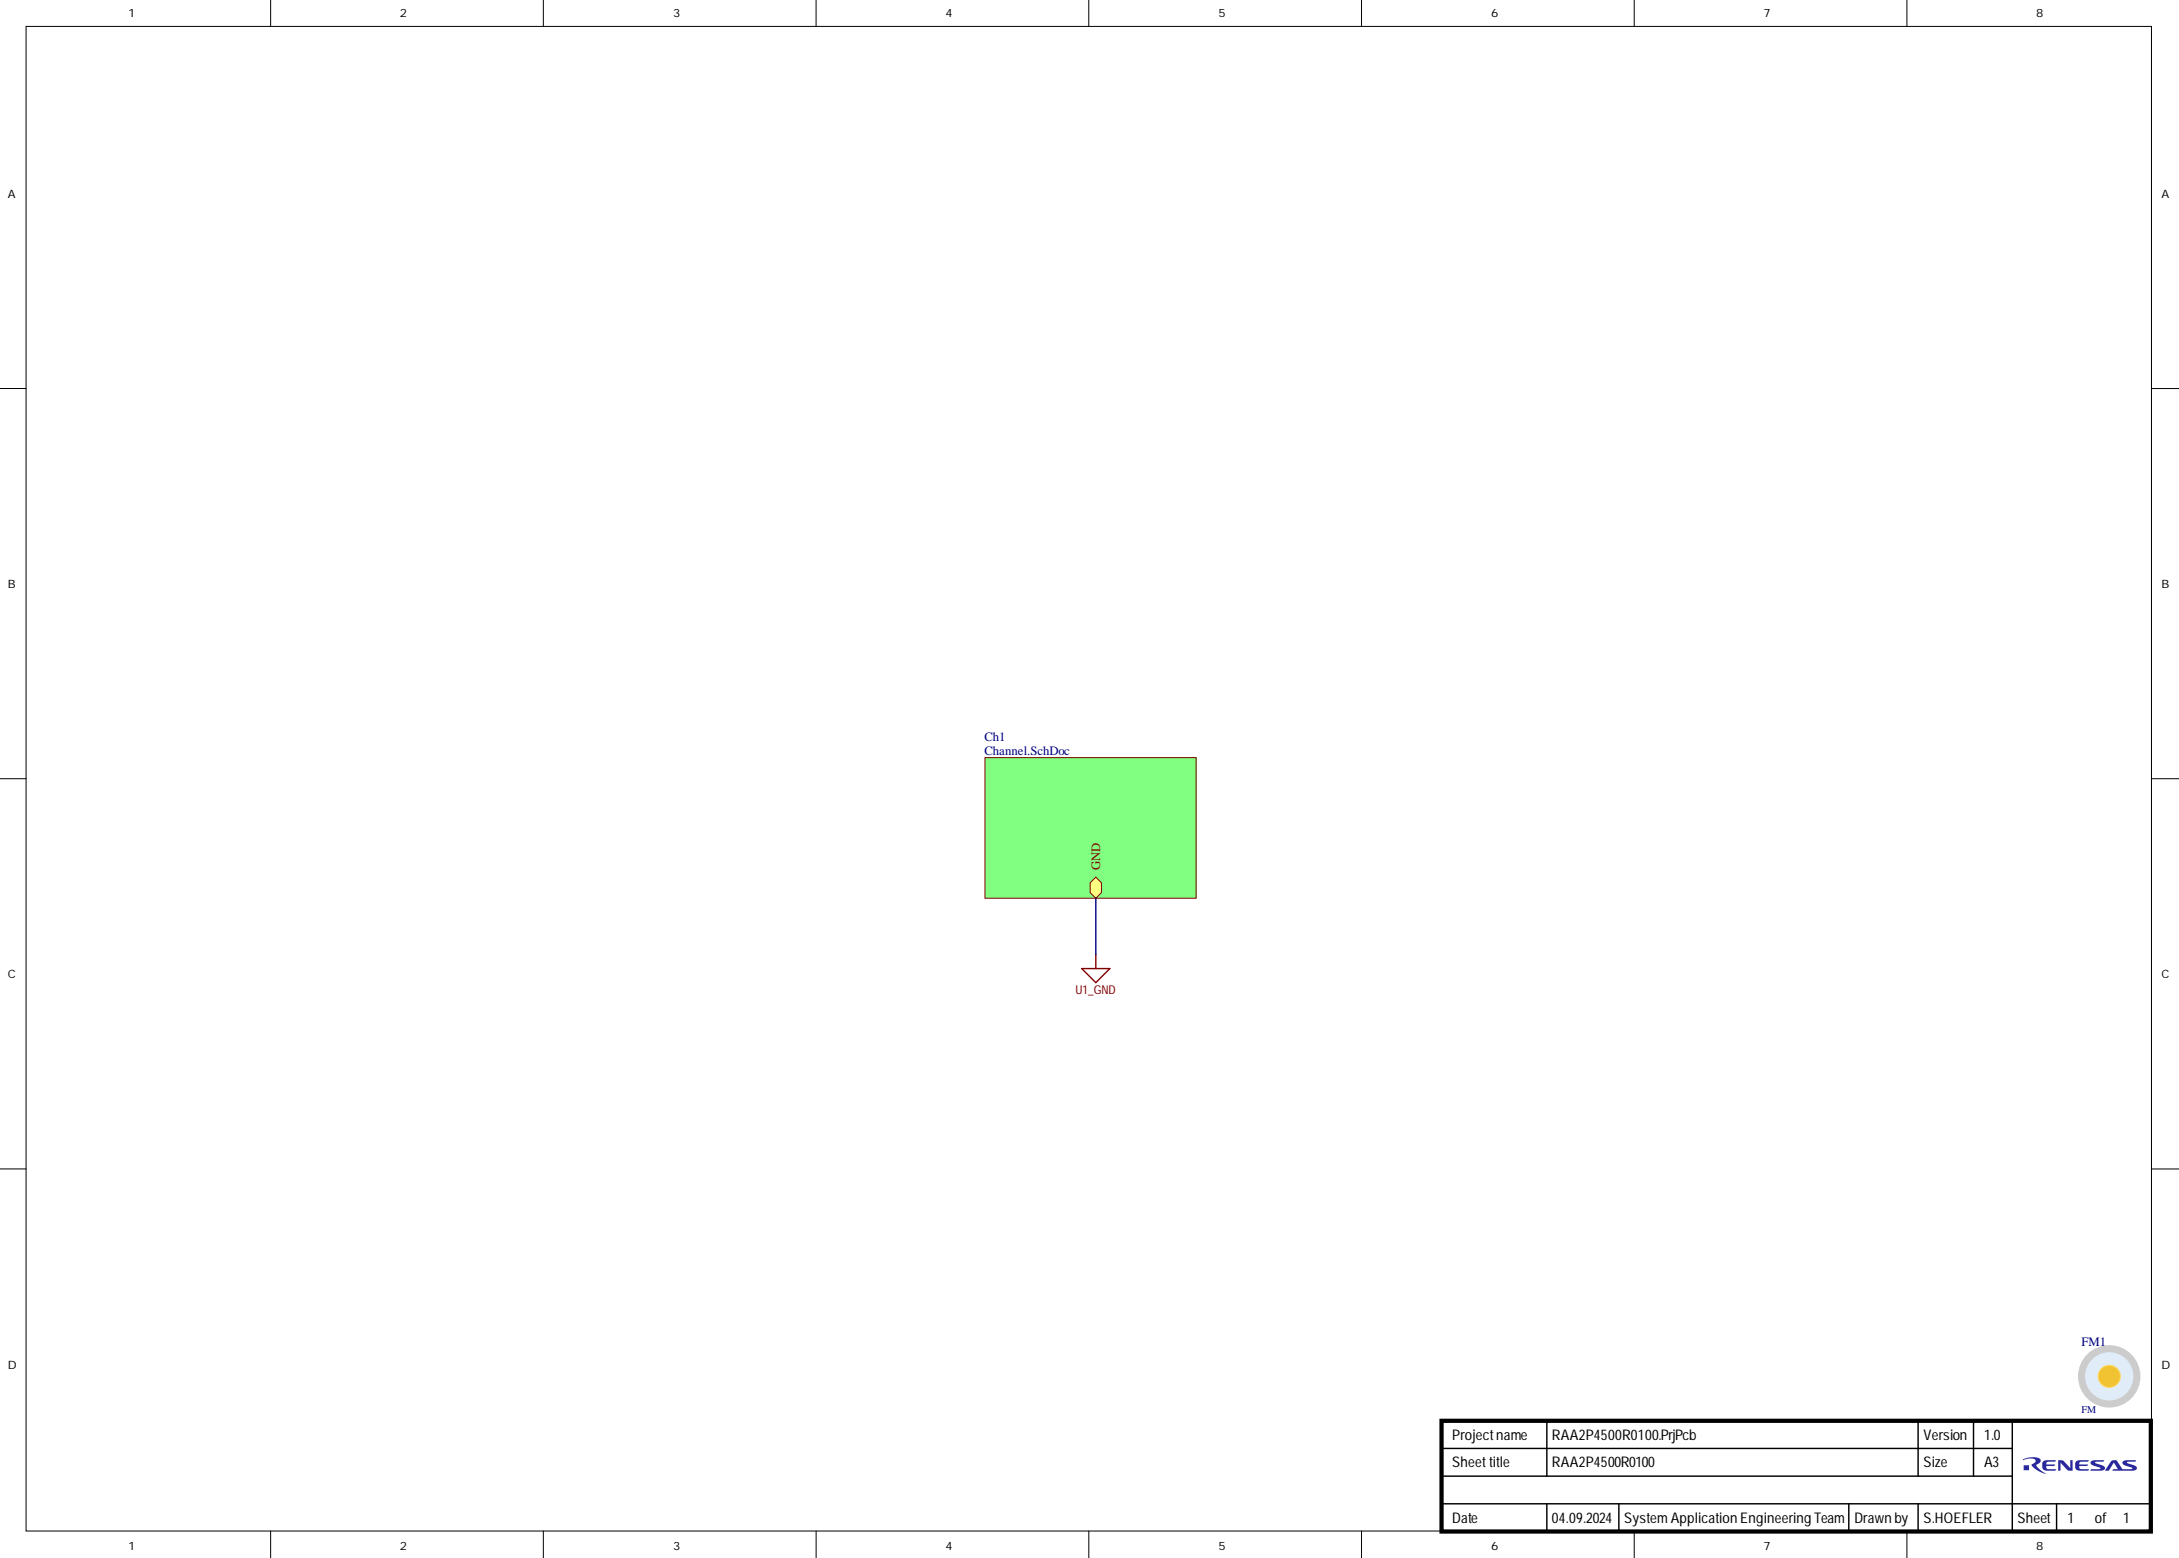 1 2 3 4 5 6 7 8
A A
B B
Ch1
Channel.SchDoc
GND
C C
U1_GND
FM1
D D
FM
Project name RAA2P4500R0100.PrjPcb Version 1.0
Sheet title RAA2P4500R0100 Size A3
RENESAS
Date 04.09.2024 System Application Engineering Team Drawn by S.HOEFLER Sheet 1 of 1
1 2 3 4 5 6 7 8